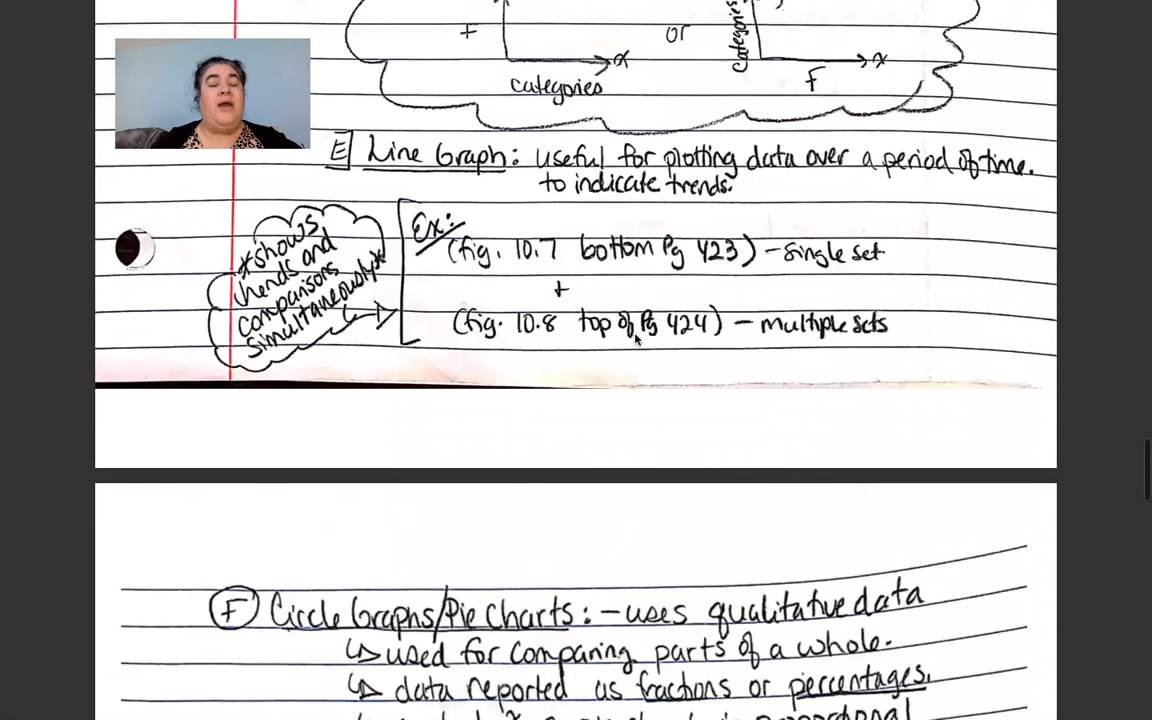 F
x
or
Categories
x
categories
F
E Line Graph: useful for plotting data over a period of time.
to indicate trends.
Ex:
(fig. 10.7 bottom Pg 423) – single set
+
(fig. 10.8 top of Pg 424) – multiple sets
*shows
trends and
comparisons
simultaneously*
F Circle Graphs/Pie Charts: – uses qualitative data
↳ used for comparing parts of a whole.
↳ data reported as fractions or percentages.
proportional